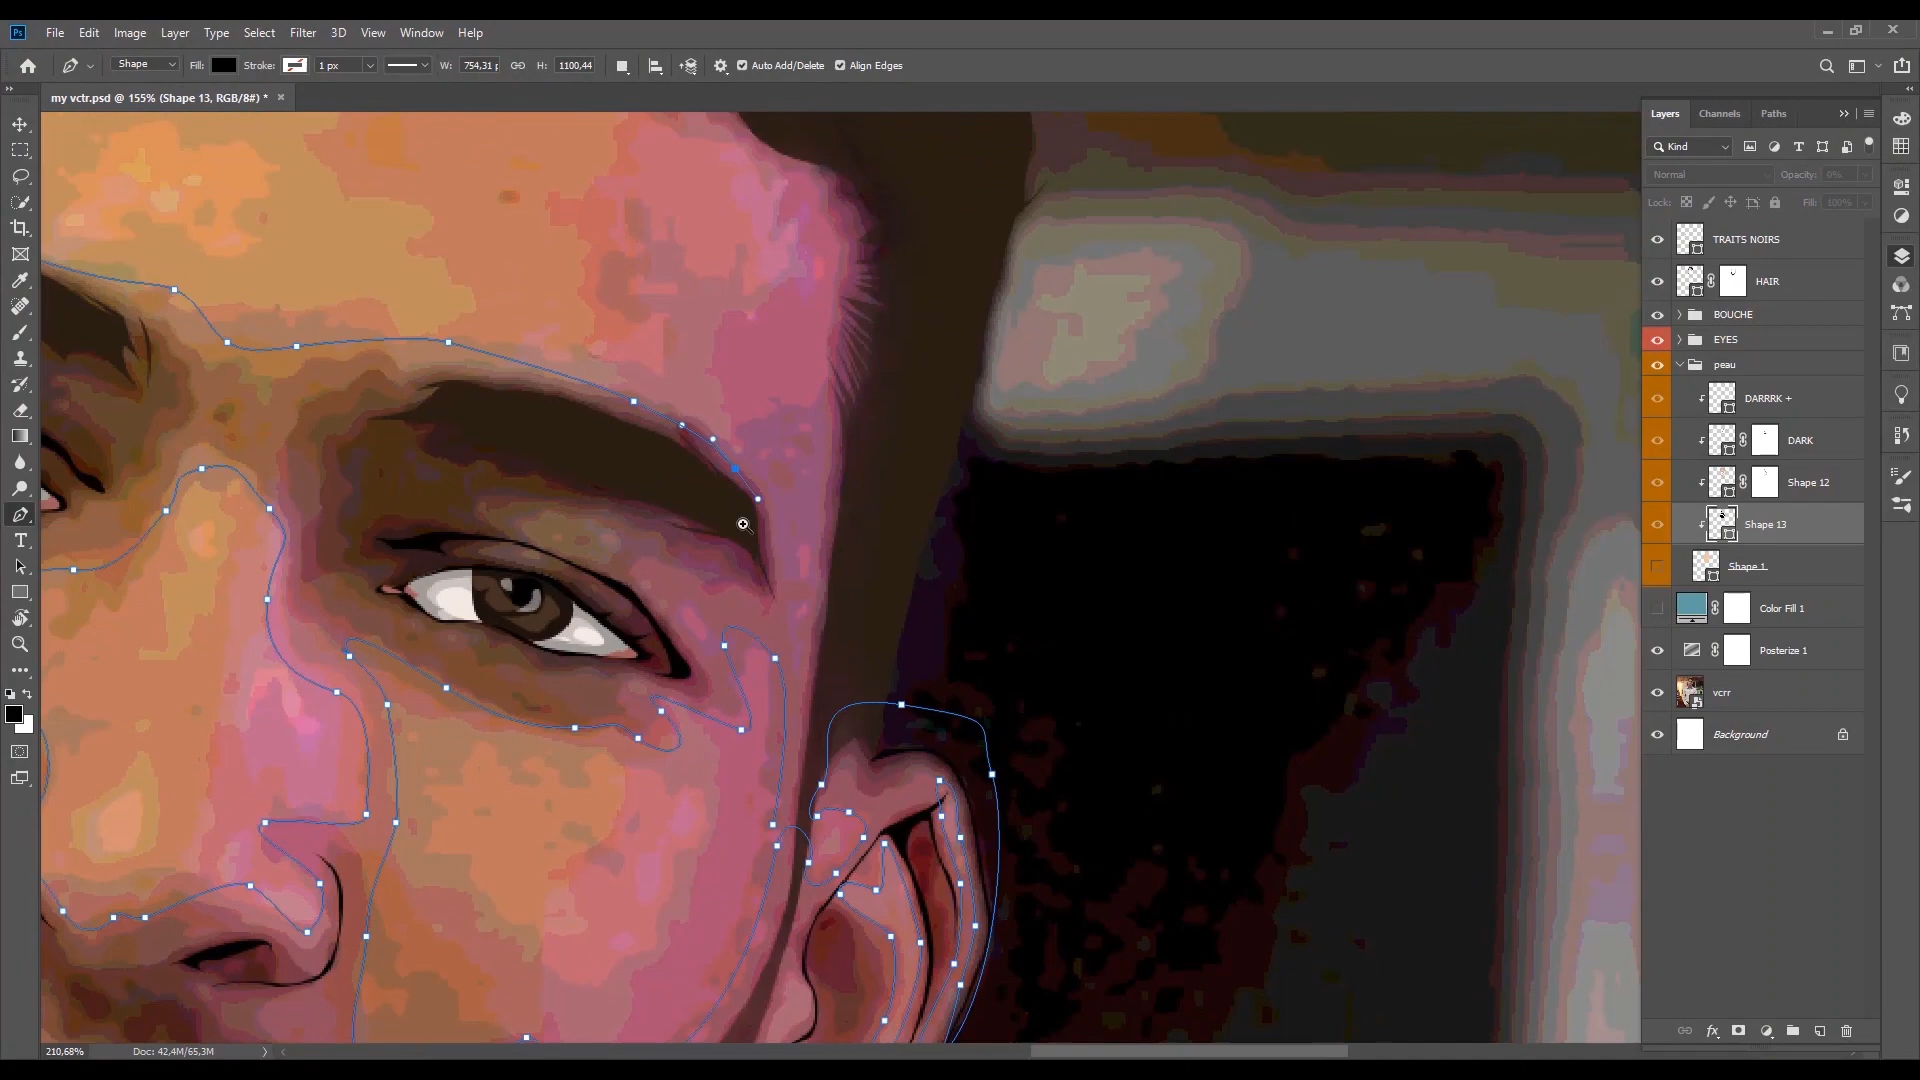 Ps File Edit Image Layer Type Select Filter 3D View Window Help
Shape Fill: Stroke: 1 px W: 754,31 p H: 1100,44 Auto Add/Delete Align Edges
my vctr.psd @ 155% (Shape 13, RGB/8#) *
Layers Channels Paths
Kind
Normal Opacity: 0%
Lock: Fill: 100%
TRAITS NOIRS
HAIR
BOUCHE
EYES
peau
DARRRK +
DARK
Shape 12
Shape 13
Shape 1
Color Fill 1
Posterize 1
vcrr
Background
210,68% Doc: 42,4M/65,3M